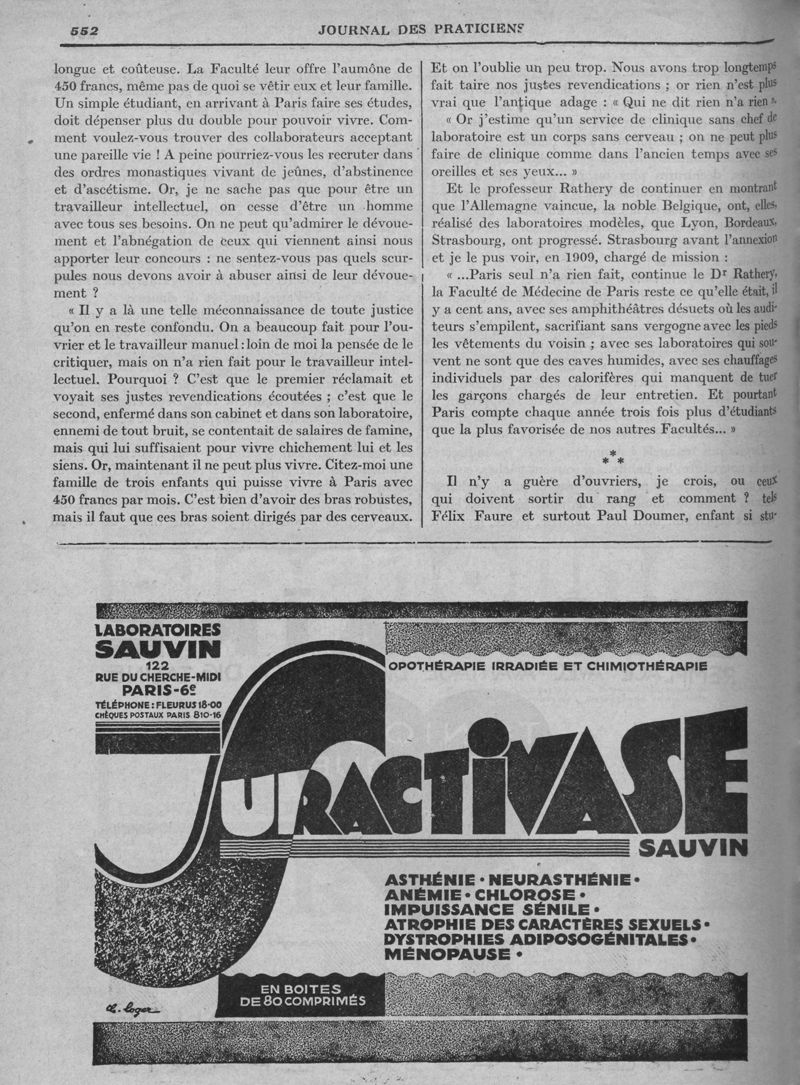 552
JOURNAL DES PRATICIENS
longue et coûteuse. La Faculté leur offre l'aumône de
450 francs, même pas de quoi se vêtir eux et leur famille.
Un simple étudiant, en arrivant à Paris faire ses études,
doit dépenser plus du double pour pouvoir vivre. Com-
ment voulez-vous trouver des collaborateurs acceptant
une pareille vie ! A peine pourriez-vous les recruter dans
des ordres monastiques vivant de jeûnes, d'abstinence
et d'ascétisme. Or, je ne sache pas que pour être un
travailleur intellectuel, on cesse d'être un homme
avec tous ses besoins. On ne peut qu'admirer le dévoue-
ment et l'abnégation de ceux qui viennent ainsi nous
apporter leur concours : ne sentez-vous pas quels scur-
pules nous devons avoir à abuser ainsi de leur dévoue-
ment ?
« Il y a là une telle méconnaissance de toute justice
qu'on en reste confondu. On a beaucoup fait pour l'ou-
vrier et le travailleur manuel : loin de moi la pensée de le
critiquer, mais on n'a rien fait pour le travailleur intel-
lectuel. Pourquoi ? C'est que le premier réclamait et
voyait ses justes revendications écoutées ; c'est que le
second, enfermé dans son cabinet et dans son laboratoire,
ennemi de tout bruit, se contentait de salaires de famine,
mais qui lui suffisaient pour vivre chichement lui et les
siens. Or, maintenant il ne peut plus vivre. Citez-moi une
famille de trois enfants qui puisse vivre à Paris avec
450 francs par mois. C'est bien d'avoir des bras robustes,
mais il faut que ces bras soient dirigés par des cerveaux.
Et on l'oublie un peu trop. Nous avons trop longtemps
fait taire nos justes revendications ; or rien n'est plus
vrai que l'antique adage : « Qui ne dit rien n'a rien ».
« Or j'estime qu'un service de clinique sans chef de
laboratoire est un corps sans cerveau ; on ne peut plus
faire de clinique comme dans l'ancien temps avec ses
oreilles et ses yeux... »
Et le professeur Rathery de continuer en montrant
que l'Allemagne vaincue, la noble Belgique, ont, elles,
réalisé des laboratoires modèles, que Lyon, Bordeaux,
Strasbourg, ont progressé. Strasbourg avant l'annexion
et je le pus voir, en 1909, chargé de mission :
« ...Paris seul n'a rien fait, continue le Dr Rathery,
la Faculté de Médecine de Paris reste ce qu'elle était, il
y a cent ans, avec ses amphithéâtres désuets où les audi-
teurs s'empilent, sacrifiant sans vergogne avec les pieds
les vêtements du voisin ; avec ses laboratoires qui sou-
vent ne sont que des caves humides, avec ses chauffages
individuels par des calorifères qui manquent de tuer
les garçons chargés de leur entretien. Et pourtant
Paris compte chaque année trois fois plus d'étudiants
que la plus favorisée de nos autres Facultés... »
*
* *
Il n'y a guère d'ouvriers, je crois, ou ceux
qui doivent sortir du rang et comment ? tels
Félix Faure et surtout Paul Doumer, enfant si stu-
LABORATOIRES
SAUVIN
122
RUE DU CHERCHE-MIDI
PARIS-6e
TÉLÉPHONE : FLEURUS 18-00
CHÈQUES POSTAUX PARIS 810-16
OPOTHÉRAPIE IRRADIÉE ET CHIMIOTHÉRAPIE
SURACTIVASE
SAUVIN
ASTHÉNIE • NEURASTHÉNIE •
ANÉMIE • CHLOROSE •
IMPUISSANCE SÉNILE •
ATROPHIE DES CARACTÈRES SEXUELS •
DYSTROPHIES ADIPOSOGÉNITALES •
MÉNOPAUSE •
EN BOITES
DE 80 COMPRIMÉS
Ch. Loger